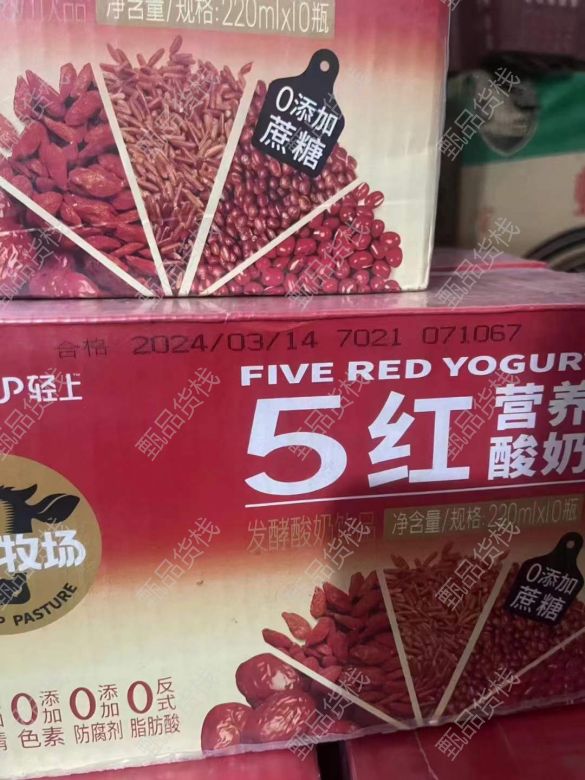 净含量/规格:220ml×10瓶
0添加
蔗糖
合格 2024/03/14 7021 071067
轻上
FIVE RED YOGUR
5红
营养
酸奶
发酵酸奶饮品
净含量/规格:220ml×10瓶
牧场
PASTURE
0添加
蔗糖
0添加
色素
0添加
防腐剂
0反式
脂肪酸
甄品货栈